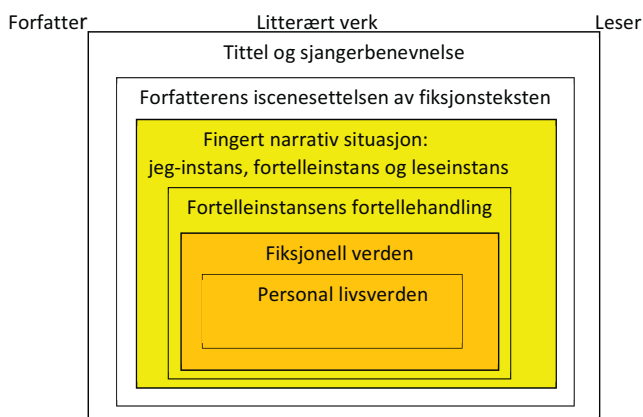 Forfatter Litterært verk Leser
Tittel og sjangerbenevnelse
Forfatterens iscenesettelsen av fiksjonsteksten
Fingert narrativ situasjon:
jeg-instans, fortelleinstans og leseinstans
Fortelleinstansens fortellehandling
Fiksjonell verden
Personal livsverden